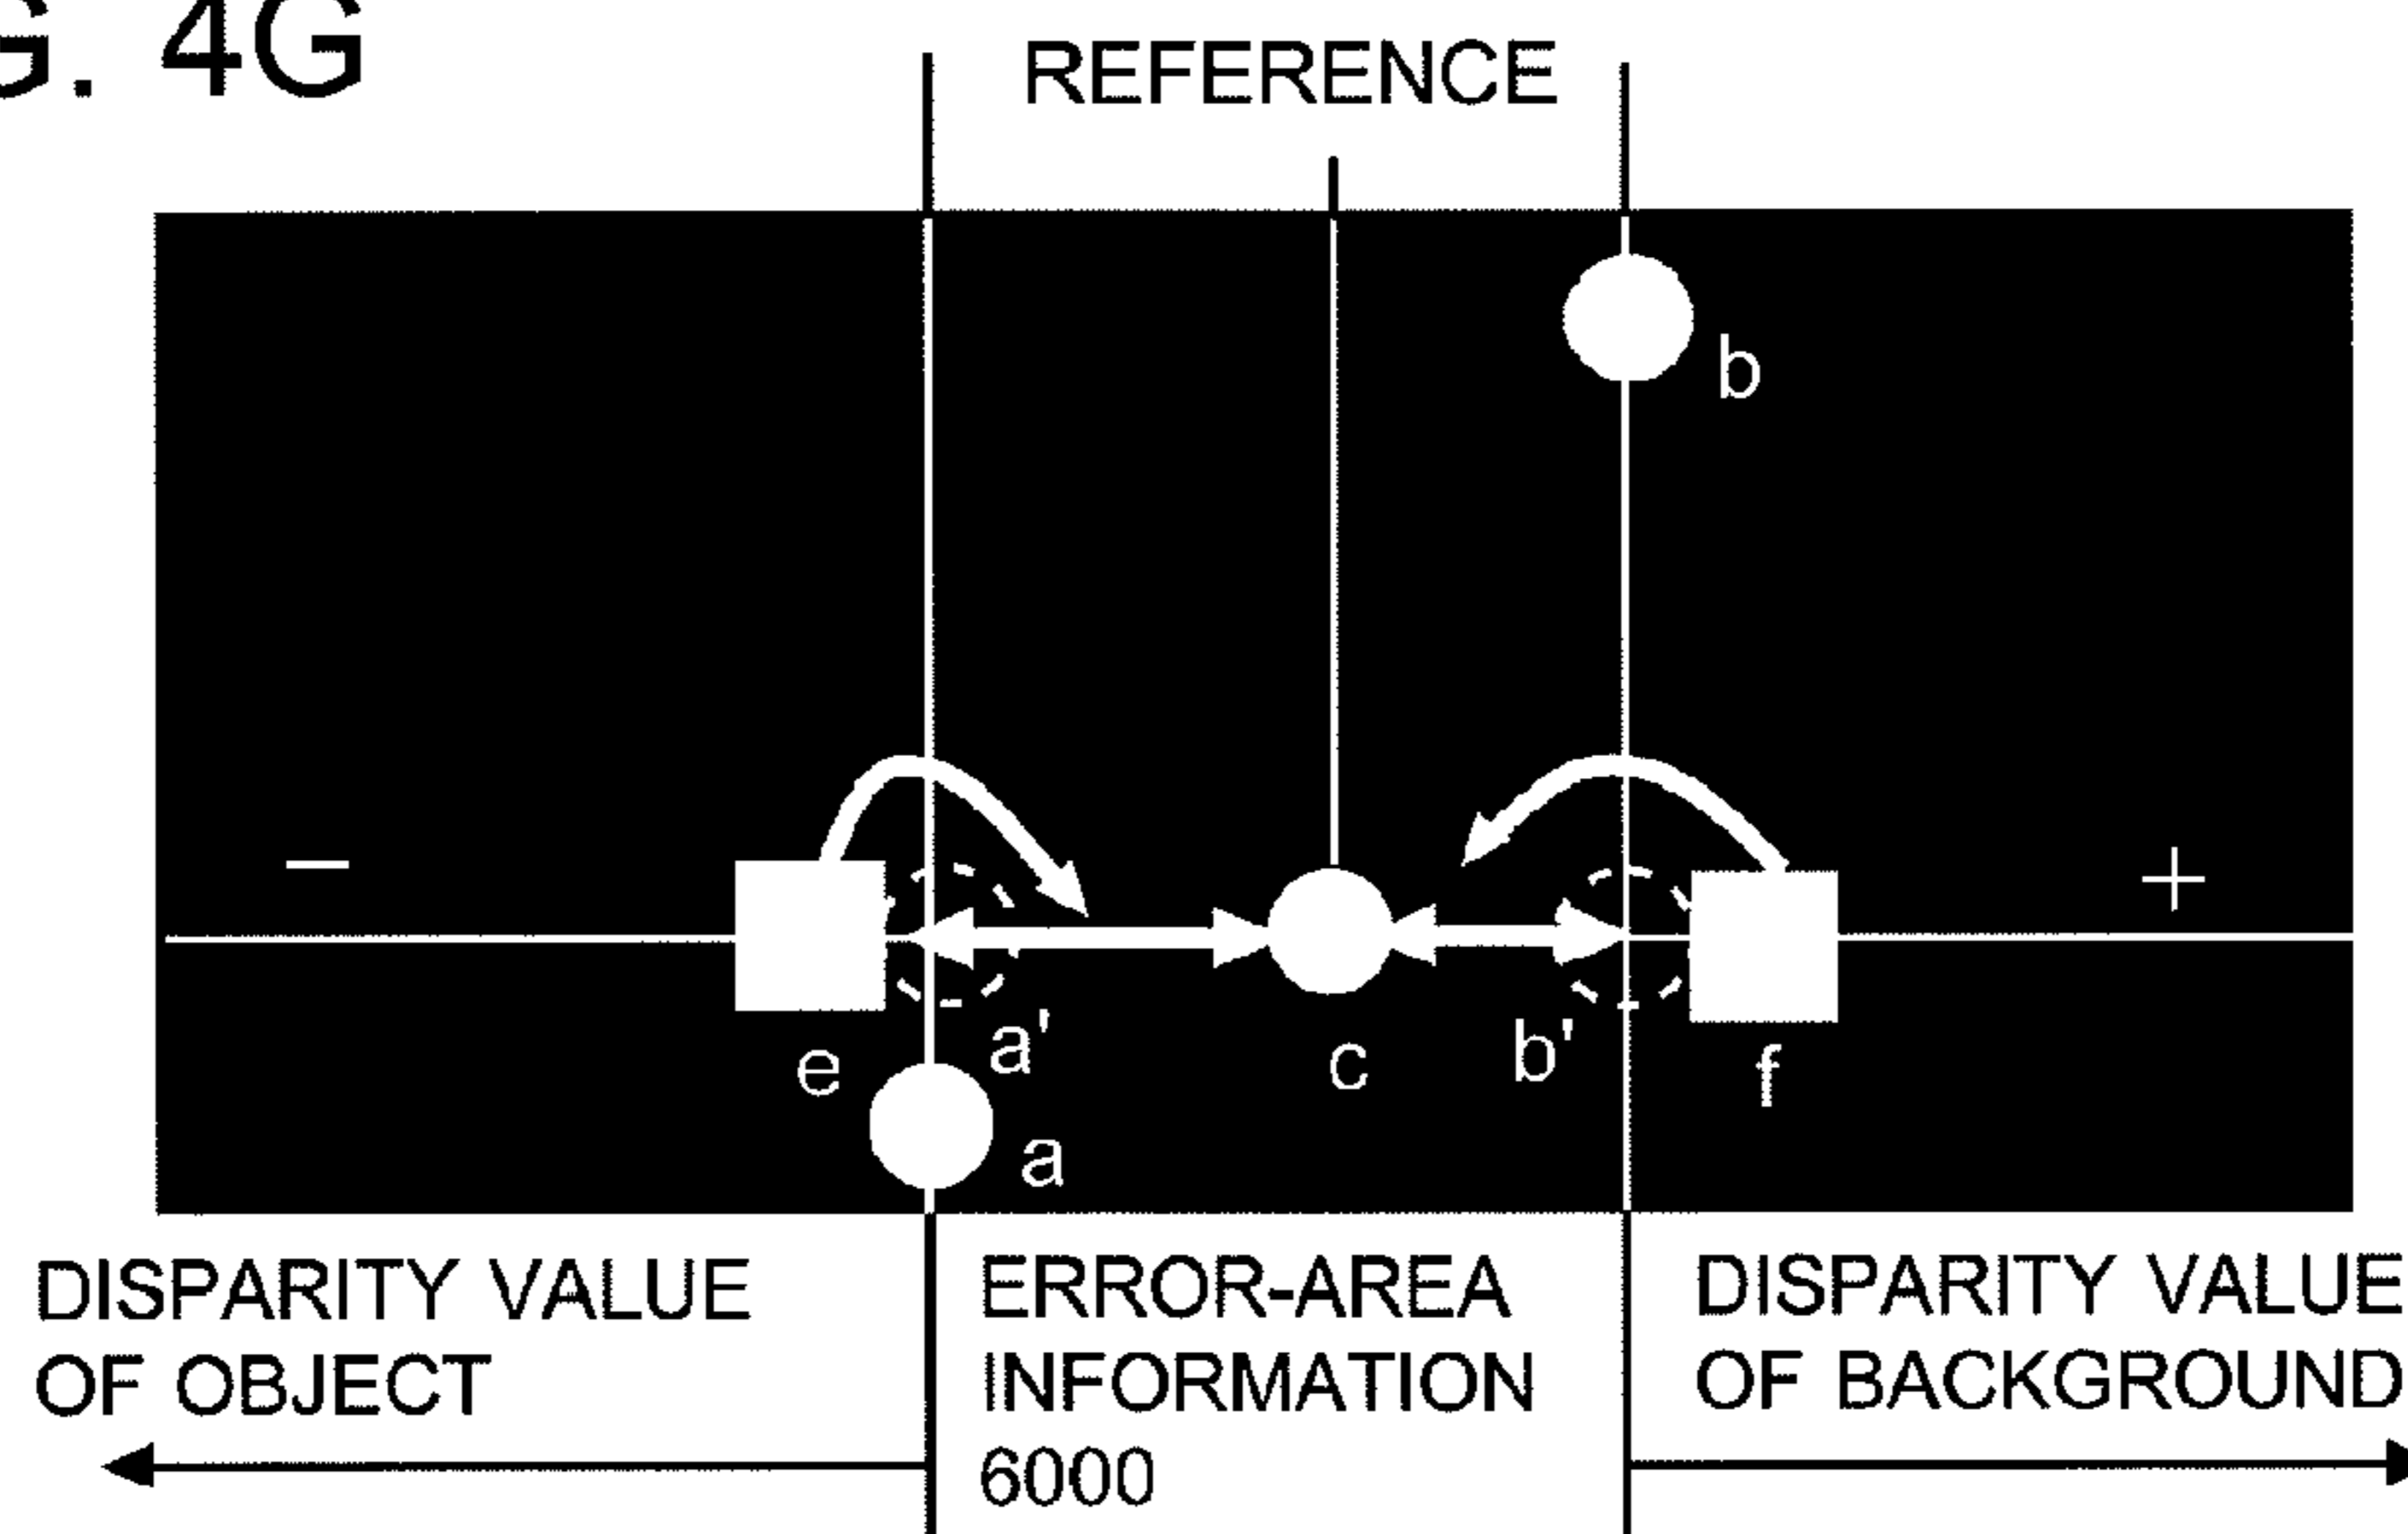 G. 4G
REFERENCE
b
−
+
e
a'
c
b'
f
a
DISPARITY VALUE
OF OBJECT
ERROR-AREA
INFORMATION
6000
DISPARITY VALUE
OF BACKGROUND